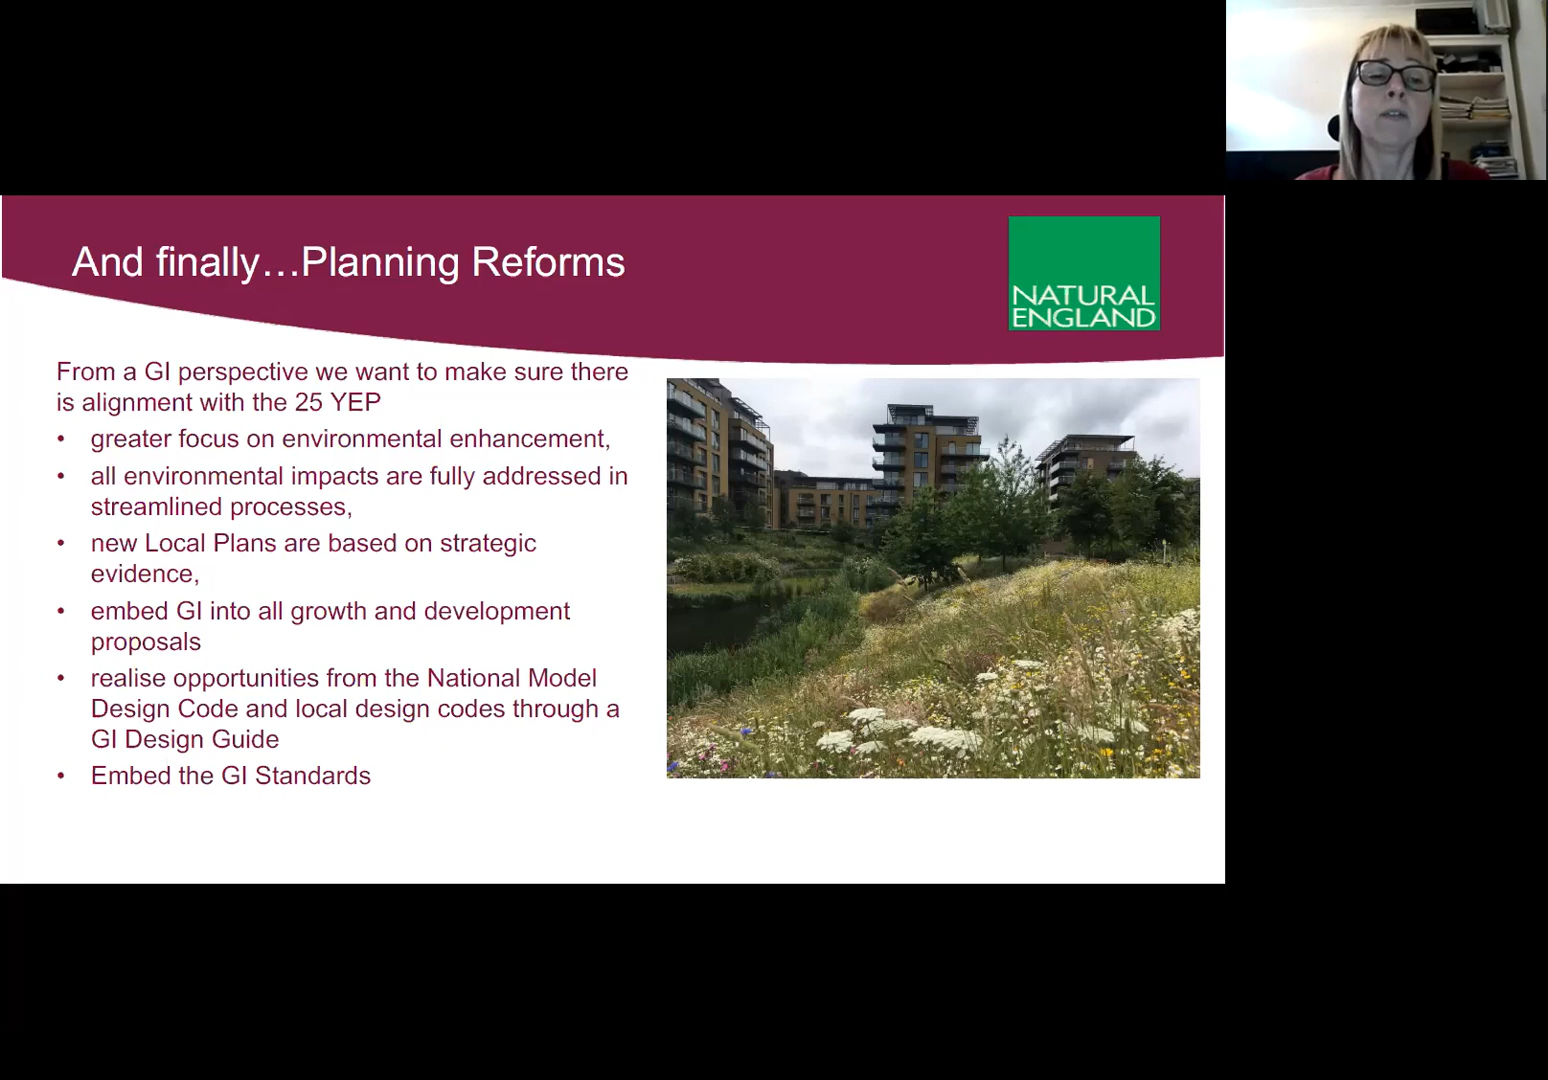 And finally…Planning Reforms
NATURAL
ENGLAND
From a GI perspective we want to make sure there
is alignment with the 25 YEP
• greater focus on environmental enhancement,
• all environmental impacts are fully addressed in
streamlined processes,
• new Local Plans are based on strategic
evidence,
• embed GI into all growth and development
proposals
• realise opportunities from the National Model
Design Code and local design codes through a
GI Design Guide
• Embed the GI Standards